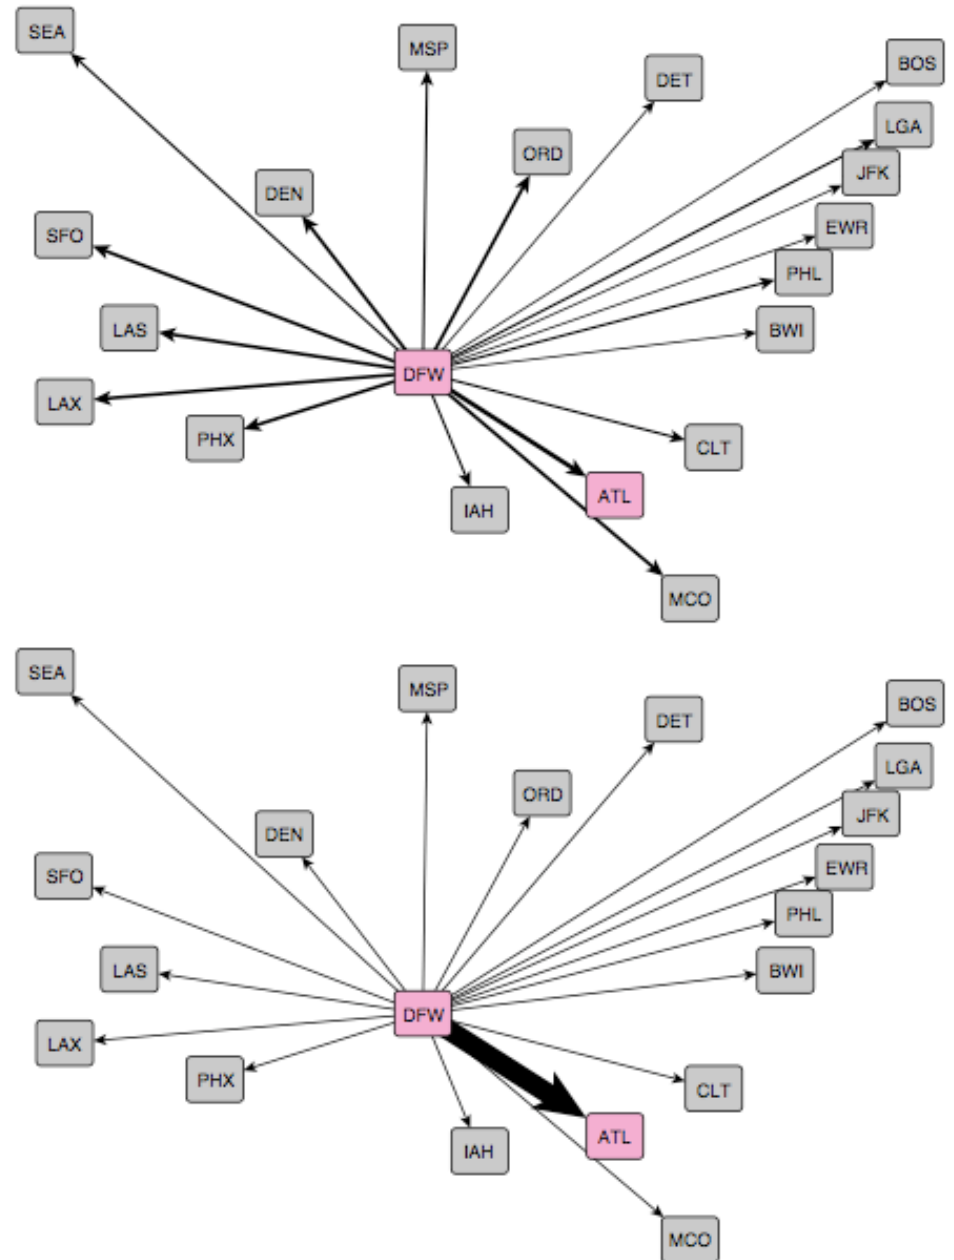 SEA
MSP
BOS
DET
LGA
ORD
JFK
DEN
EWR
SFO
PHL
LAS
BWI
DFW
LAX
PHX
CLT
ATL
IAH
MCO
SEA
MSP
BOS
DET
LGA
ORD
JFK
DEN
EWR
SFO
PHL
LAS
BWI
DFW
LAX
PHX
CLT
ATL
IAH
MCO